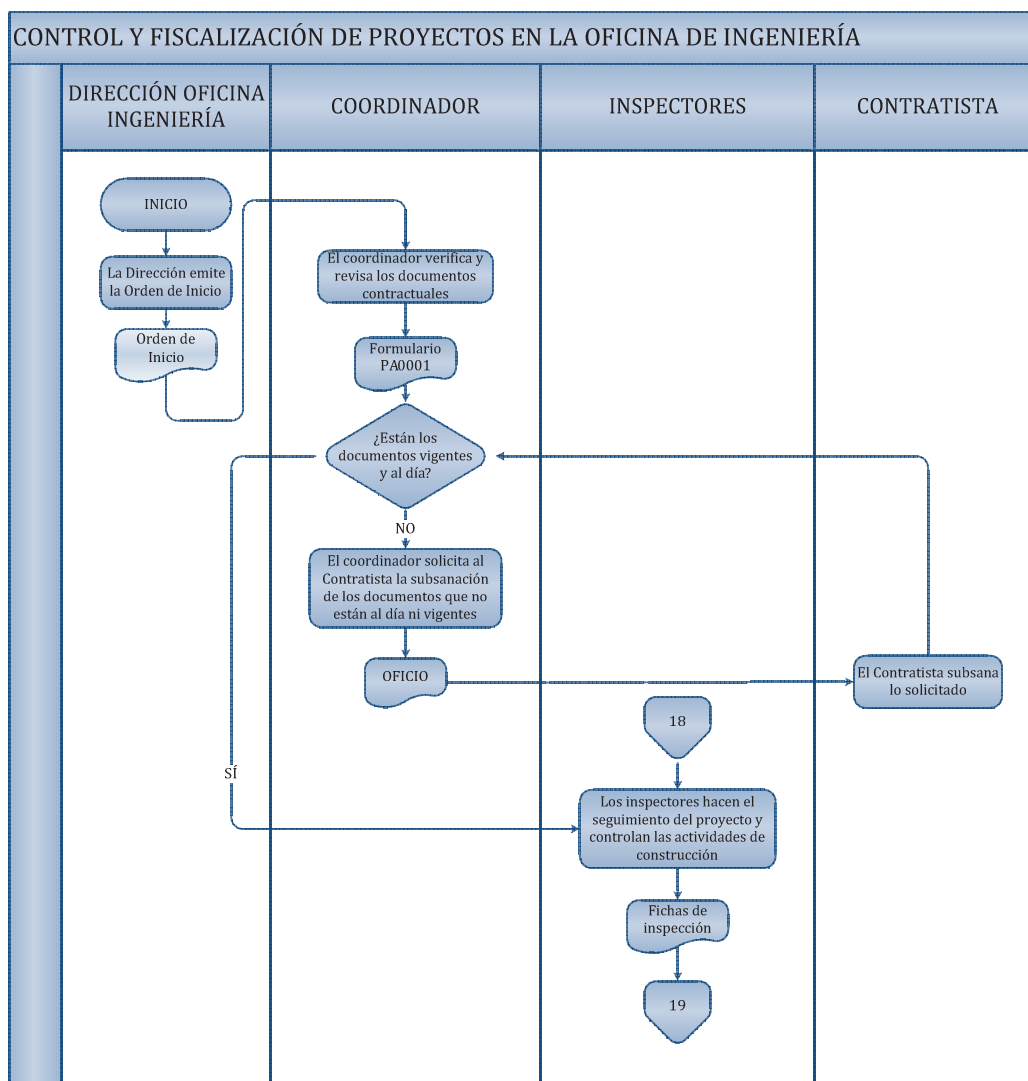 CONTROL Y FISCALIZACIÓN DE PROYECTOS EN LA OFICINA DE INGENIERÍA
DIRECCIÓN OFICINA
INGENIERÍA
COORDINADOR
INSPECTORES
CONTRATISTA
INICIO
La Dirección emite
la Orden de Inicio
Orden de
Inicio
El coordinador verifica y
revisa los documentos
contractuales
Formulario
PA0001
¿Están los
documentos vigentes
y al día?
NO
El coordinador solicita al
Contratista la subsanación
de los documentos que no
están al día ni vigentes
OFICIO
El Contratista subsana
lo solicitado
18
SÍ
Los inspectores hacen el
seguimiento del proyecto y
controlan las actividades de
construcción
Fichas de
inspección
19